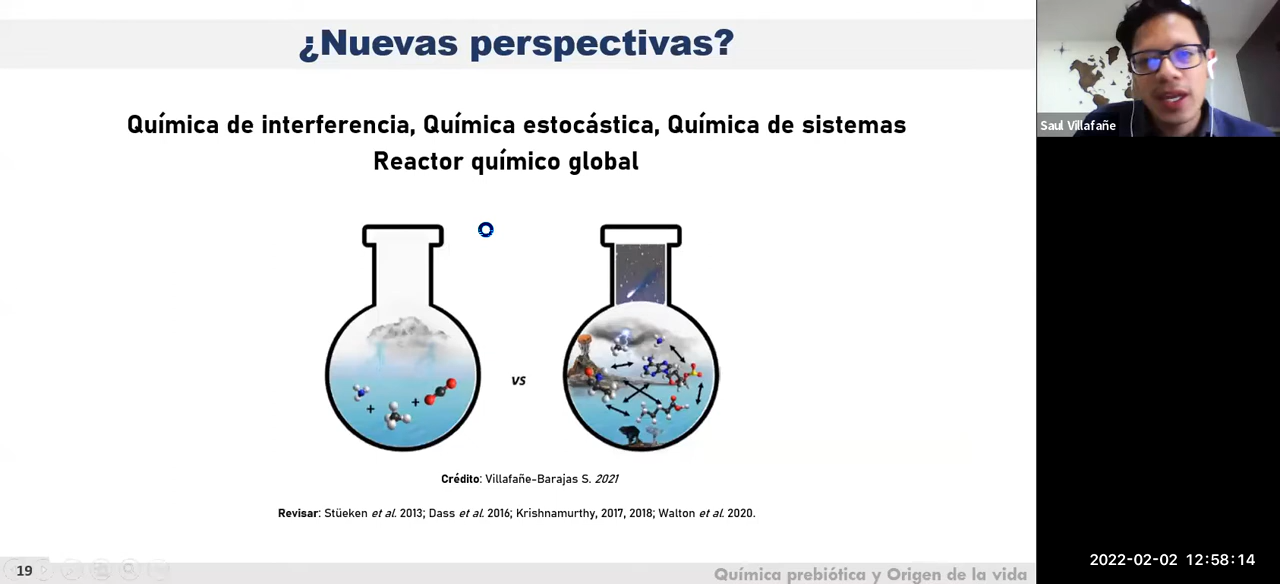 ¿Nuevas perspectivas?
Química de interferencia, Química estocástica, Química de sistemas
Reactor químico global
Saul Villafañe
+
+
vs
Crédito: Villafañe-Barajas S. 2021
Revisar: Stüeken et al. 2013; Dass et al. 2016; Krishnamurthy, 2017, 2018; Walton et al. 2020.
2022-02-02 12:58:14
19
Química prebiótica y Origen de la vida